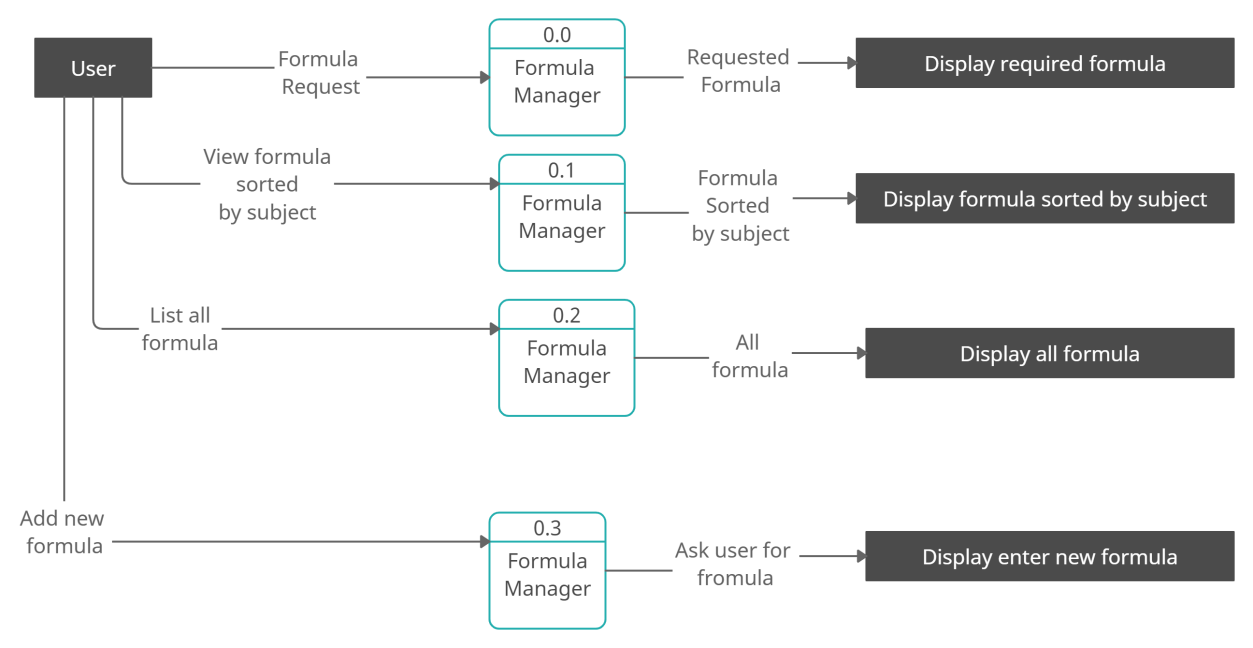 User
Formula
Request
0.0
Formula
Manager
Requested
Formula
Display required formula
View formula
sorted
by subject
0.1
Formula
Manager
Formula
Sorted
by subject
Display formula sorted by subject
List all
formula
0.2
Formula
Manager
All
formula
Display all formula
Add new
formula
0.3
Formula
Manager
Ask user for
fromula
Display enter new formula